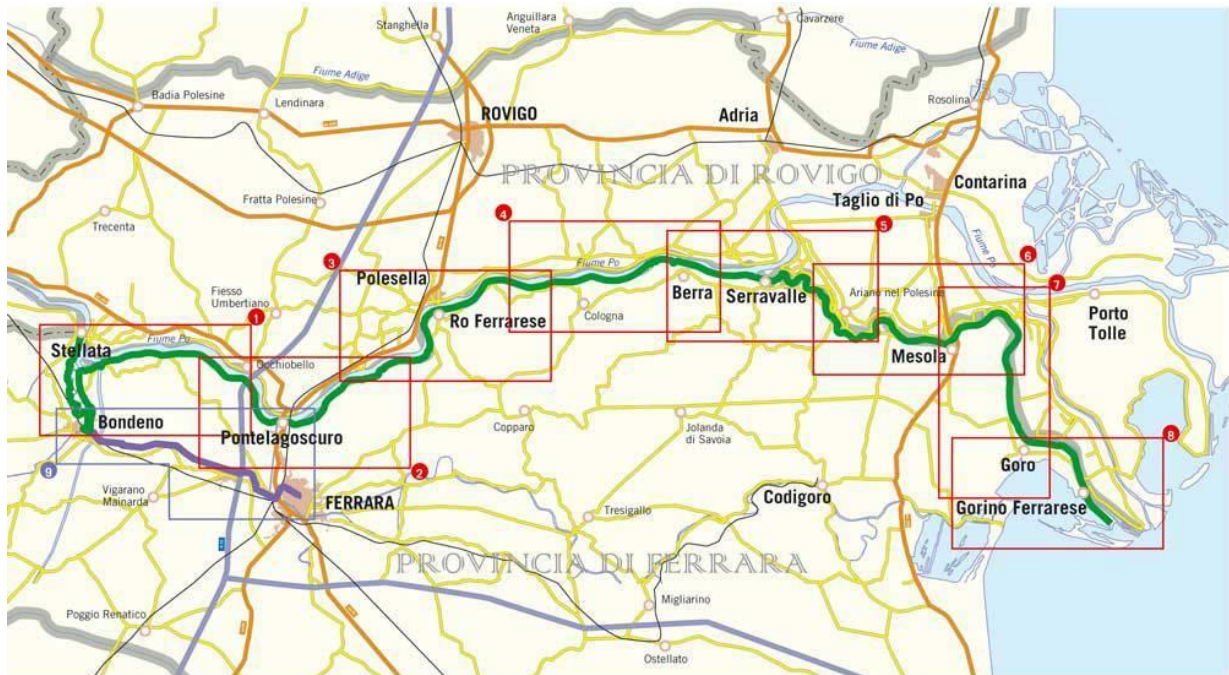 Stanghella
Anguillara
Veneta
Cavarzere
Fiume Adige
Fiume Adige
Badia Polesine
Lendinara
ROVIGO
Adria
Rosolina
PROVINCIA DI ROVIGO
Contarina
Taglio di Po
Fratta Polesine
Trecenta
4
5
3
Polesella
Fiume Po
Fiume Po
6
7
Fiesso
Umbertiano
Berra
Serravalle
Ariano nel Polesine
Porto
Tolle
1
Ro Ferrarese
Cologna
Stellata
Fiume Po
Occhiobello
Mesola
Bondeno
Pontelagoscuro
Copparo
Jolanda
di Savoia
8
9
2
Goro
Vigarano
Mainarda
FERRARA
Codigoro
Gorino Ferrarese
Tresigallo
PROVINCIA DI FERRARA
Migliarino
Poggio Renatico
Ostellato